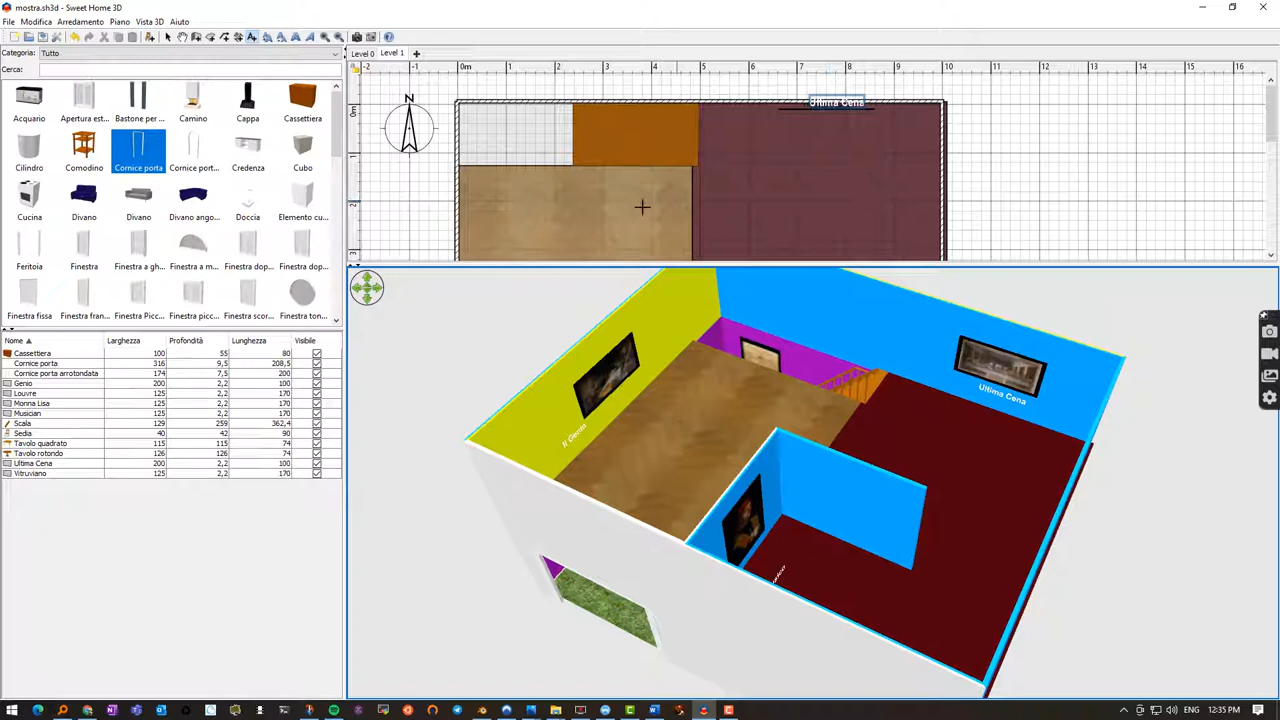 mostra.sh3d - Sweet Home 3D
File Modifica Arredamento Piano Vista 3D Aiuto
Categoria: Tutto
Cerca:
Acquario Apertura est... Bastone per ... Camino Cappa Cassettiera
Cilindro Comodino Cornice porta Cornice port... Credenza Cubo
Cucina Divano Divano Divano ango... Doccia Elemento cu...
Feritoia Finestra Finestra a gh... Finestra a m... Finestra dop... Finestra dop...
Finestra fissa Finestra fran... Finestra Picc... Finestra picc... Finestra scor... Finestra ton...
Nome Larghezza Profondità Lunghezza Visibile
Cassettiera 100 55 80
Cornice porta 316 9,5 208,5
Cornice porta arrotondata 174 7,5 200
Genio 200 2,2 100
Louvre 125 2,2 170
Monna Lisa 125 2,2 170
Musician 125 2,2 170
Scala 129 259 362,4
Sedia 40 42 90
Tavolo quadrato 115 115 74
Tavolo rotondo 126 126 74
Ultima Cena 200 2,2 100
Vitruviano 125 2,2 170
Level 0 Level 1
-2 -1 0m 1 2 3 4 5 6 7 8 9 10 11 12 13 14 15 16
0m
1
2
3
N
Ultima Cena
Ultima Cena
Il Genio
ENG 12:35 PM